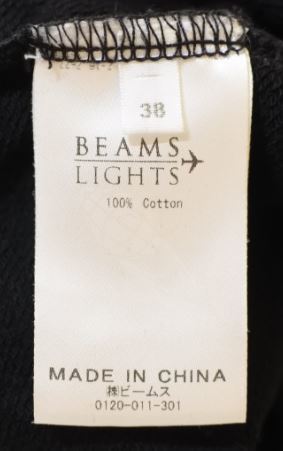 38
BEAMS
LIGHTS
100% Cotton
MADE IN CHINA
㈱ビームス
0120-011-301